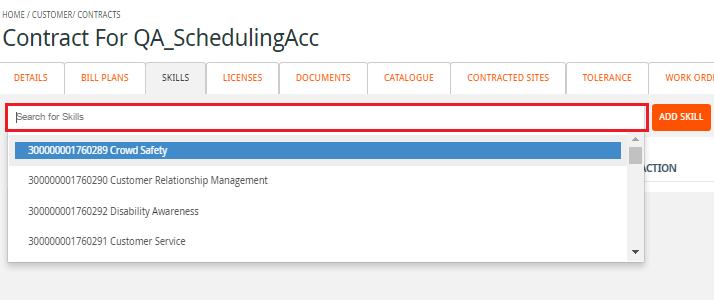 HOME / CUSTOMER/ CONTRACTS
Contract For QA_SchedulingAcc
DETAILS BILL PLANS SKILLS LICENSES DOCUMENTS CATALOGUE CONTRACTED SITES TOLERANCE WORK ORD
Search for Skills ADD SKILL
300000001760289 Crowd Safety
ACTION
300000001760290 Customer Relationship Management
300000001760292 Disability Awareness
300000001760291 Customer Service